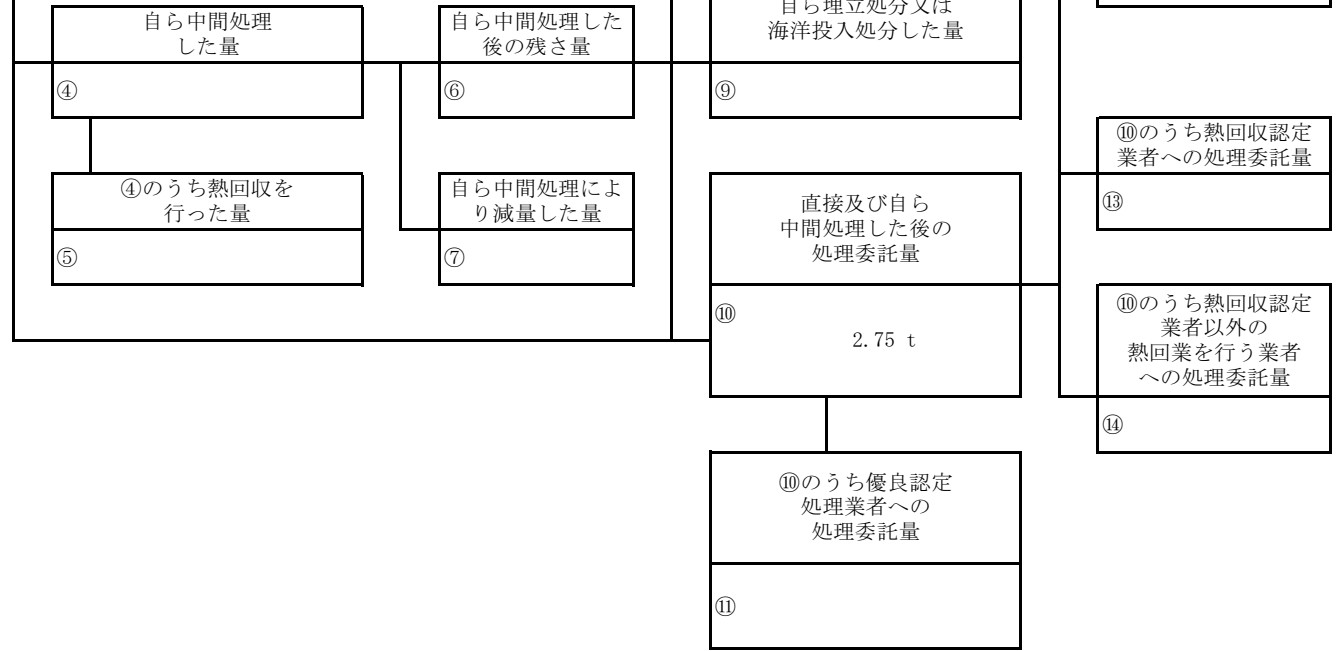 自ら中間処理
した量
④
自ら中間処理した
後の残さ量
⑥
自ら埋立処分又は
海洋投入処分した量
⑨
⑩のうち熱回収認定
業者への処理委託量
⑬
④のうち熱回収を
行った量
⑤
自ら中間処理によ
り減量した量
⑦
直接及び自ら
中間処理した後の
処理委託量
⑩
2.75 t
⑩のうち熱回収認定
業者以外の
熱回業を行う業者
への処理委託量
⑭
⑩のうち優良認定
処理業者への
処理委託量
⑪